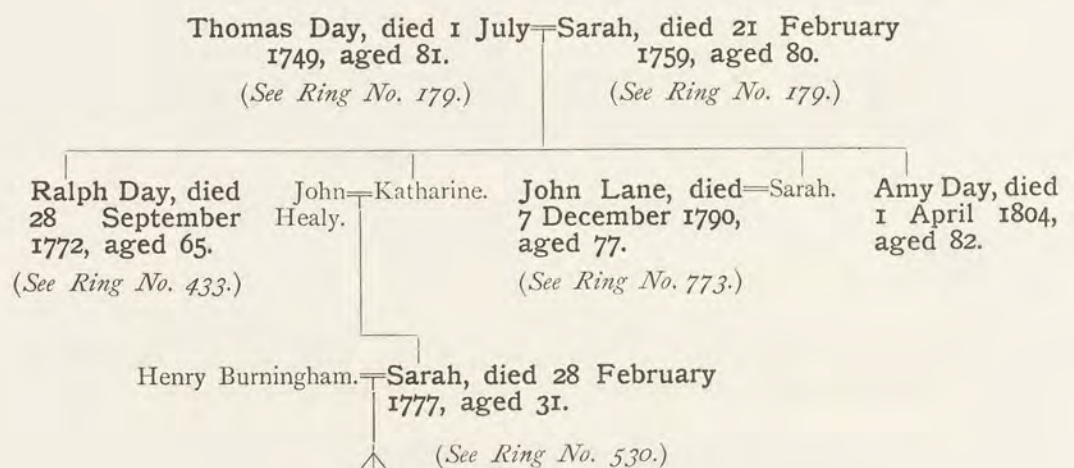 Thomas Day, died 1 July
1749, aged 81.
(See Ring No. 179.)
Sarah, died 21 February
1759, aged 80.
(See Ring No. 179.)
Ralph Day, died
28 September
1772, aged 65.
(See Ring No. 433.)
John
Healy.
Katharine.
John Lane, died
7 December 1790,
aged 77.
(See Ring No. 773.)
Sarah.
Amy Day, died
1 April 1804,
aged 82.
Henry Burningham.
Sarah, died 28 February
1777, aged 31.
(See Ring No. 530.)